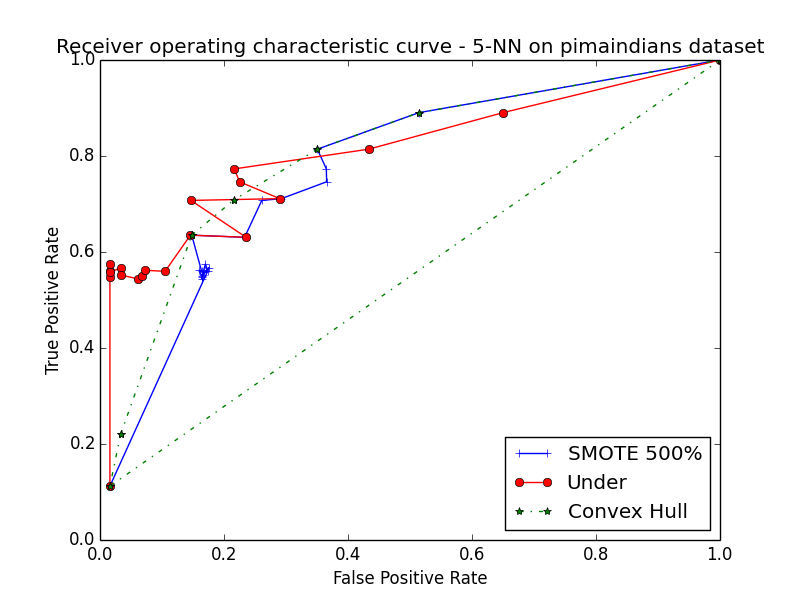 Receiver operating characteristic curve - 5-NN on pimaindians dataset
1.0
0.8
0.6
0.4
0.2
0.0
True Positive Rate
SMOTE 500%
Under
Convex Hull
0.0 0.2 0.4 0.6 0.8 1.0
False Positive Rate